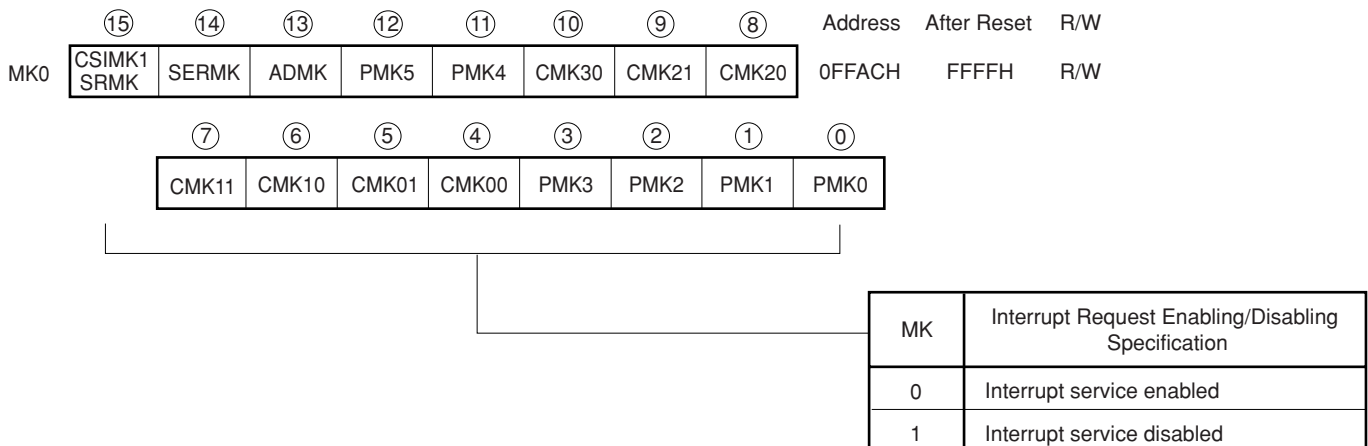 ⑮ ⑭ ⑬ ⑫ ⑪ ⑩ ⑨ ⑧ Address After Reset R/W
MK0 CSIMK1 SRMK SERMK ADMK PMK5 PMK4 CMK30 CMK21 CMK20 0FFACH FFFFH R/W
⑦ ⑥ ⑤ ④ ③ ② ① ⓪
CMK11 CMK10 CMK01 CMK00 PMK3 PMK2 PMK1 PMK0
MK Interrupt Request Enabling/Disabling
Specification
0 Interrupt service enabled
1 Interrupt service disabled